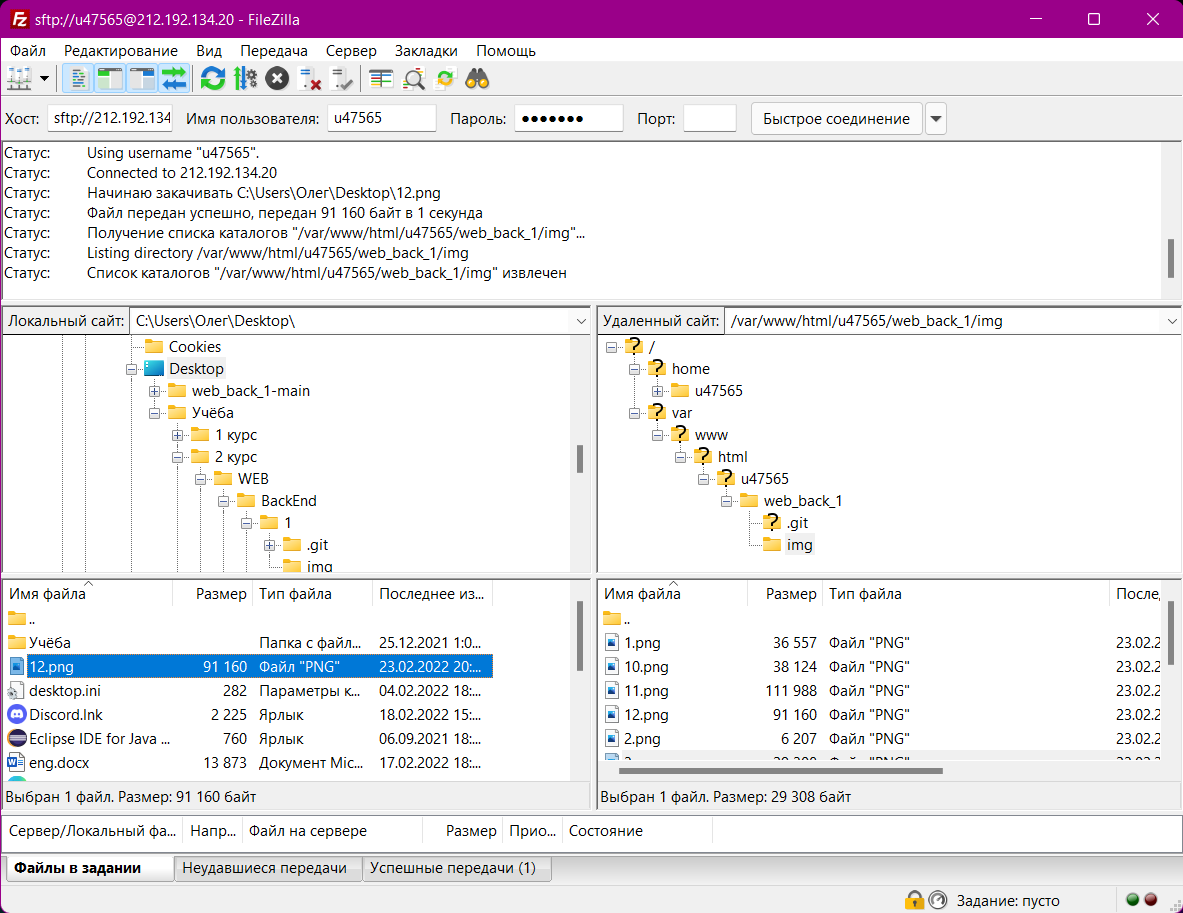 sftp://u47565@212.192.134.20 - FileZilla
Файл Редактирование Вид Передача Сервер Закладки Помощь
Хост: sftp://212.192.134 Имя пользователя: u47565 Пароль: ●●●●●●● Порт: Быстрое соединение
Статус: Using username "u47565".
Статус: Connected to 212.192.134.20
Статус: Начинаю закачивать C:\Users\Олег\Desktop\12.png
Статус: Файл передан успешно, передан 91 160 байт в 1 секунда
Статус: Получение списка каталогов "/var/www/html/u47565/web_back_1/img"...
Статус: Listing directory /var/www/html/u47565/web_back_1/img
Статус: Список каталогов "/var/www/html/u47565/web_back_1/img" извлечен
Локальный сайт: C:\Users\Олег\Desktop\
Cookies
Desktop
web_back_1-main
Учёба
1 курс
2 курс
WEB
BackEnd
1
.git
img
Удаленный сайт: /var/www/html/u47565/web_back_1/img
/
home
u47565
var
www
html
u47565
web_back_1
.git
img
Имя файла Размер Тип файла Последнее из...
..
Учёба Папка с файл... 25.12.2021 1:0...
12.png 91 160 Файл "PNG" 23.02.2022 20:...
desktop.ini 282 Параметры к... 04.02.2022 18:...
Discord.lnk 2 225 Ярлык 18.02.2022 15:...
Eclipse IDE for Java ... 760 Ярлык 06.09.2021 18:...
eng.docx 13 873 Документ Mic... 17.02.2022 18:...
Выбран 1 файл. Размер: 91 160 байт
Имя файла Размер Тип файла После,
..
1.png 36 557 Файл "PNG" 23.02.2
10.png 38 124 Файл "PNG" 23.02.2
11.png 111 988 Файл "PNG" 23.02.2
12.png 91 160 Файл "PNG" 23.02.2
2.png 6 207 Файл "PNG" 23.02.2
Выбран 1 файл. Размер: 29 308 байт
Сервер/Локальный фа... Напр... Файл на сервере Размер Прио... Состояние
Файлы в задании Неудавшиеся передачи Успешные передачи (1)
Задание: пусто